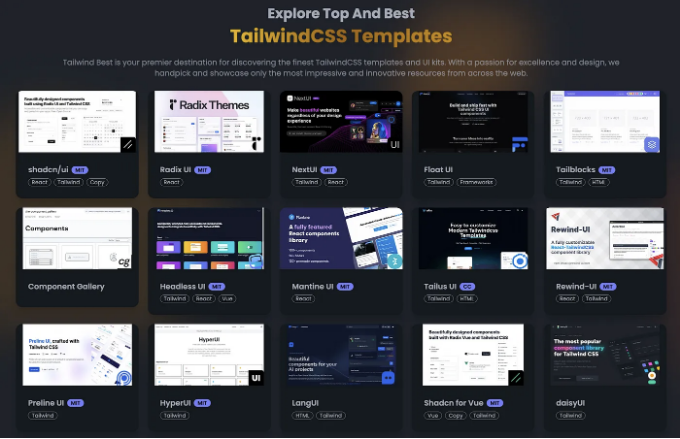 Explore Top And Best
TailwindCSS Templates
Tailwind Best is your premier destination for discovering the finest TailwindCSS templates and UI kits. With a passion for excellence and design, we
handpick and showcase only the most impressive and innovative resources from across the web.
Beautifully designed components
built using Radix UI and Tailwind CSS
shadcn/ui MIT
React Tailwind Copy
Radix Themes
Radix UI MIT
React
NextUI
Make beautiful websites
regardless of your design
experience
UI
NextUI MIT
Tailwind React
Build and ship fast with
Tailwind CSS
Float UI
Tailwind Frameworks
Tailblocks MIT
Tailwind HTML
Components
cg
Component Gallery
Headless UI MIT
Tailwind React Vue
Mantine
A fully featured
React components
library
Mantine UI MIT
React
Easy to customize
Modern Tailwindcss
Templates
Tailus UI CC
Tailwind HTML
Rewind-UI
A fully customizable
React-TailwindCSS
component library
Rewind-UI MIT
React Tailwind
Preline UI, crafted with
Tailwind CSS
Preline UI MIT
Tailwind
HyperUI
UI
HyperUI MIT
Tailwind
Beautiful
components for your
AI projects
LangUI
HTML Tailwind
Beautifully designed components
built with Radix Vue and Tailwind CSS
Shadcn for Vue MIT
Vue Copy Tailwind
The most popular
component library
for Tailwind CSS
daisyUI
Tailwind